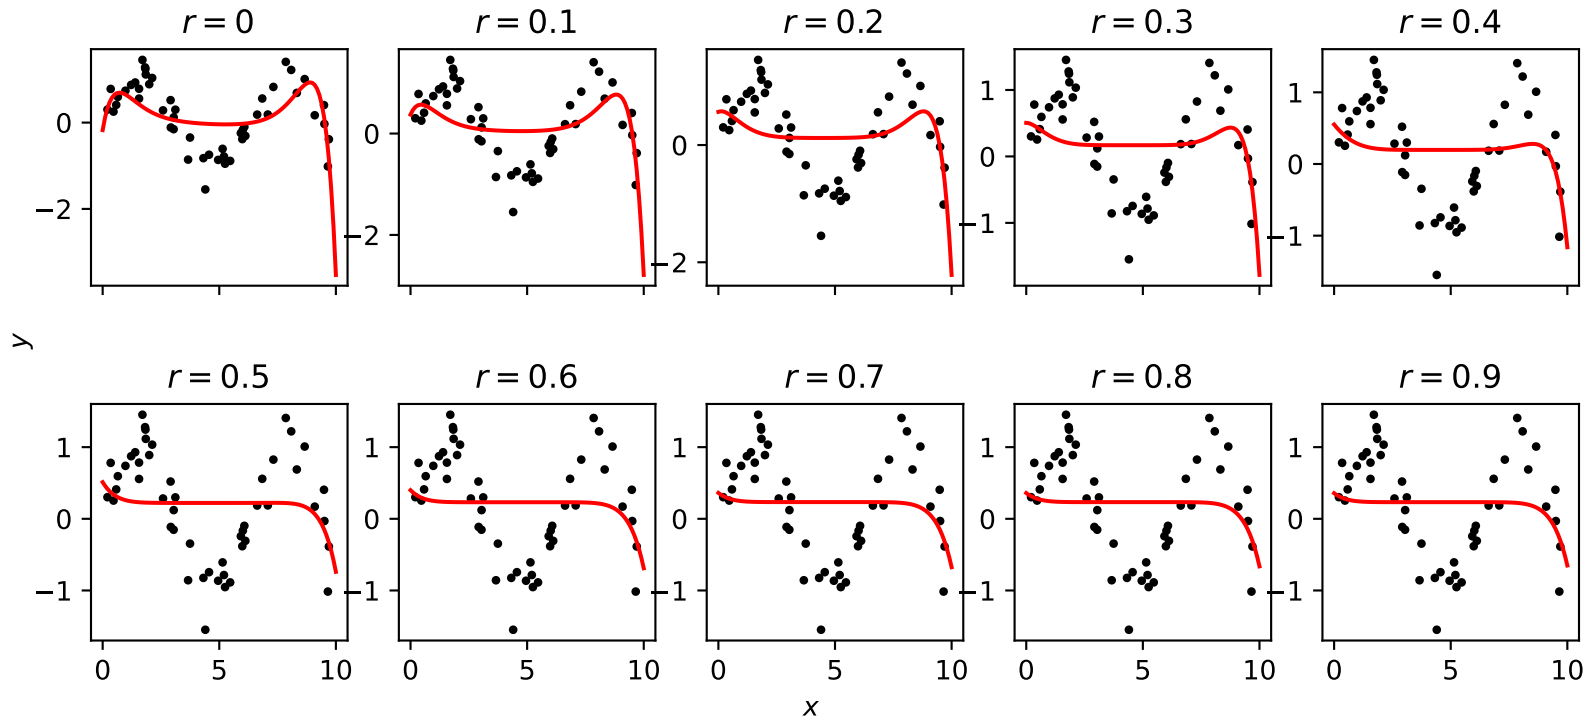 r = 0
r = 0.1
r = 0.2
r = 0.3
r = 0.4
0
−2
0
−2
0
−2
1
0
−1
1
0
−1
y
r = 0.5
r = 0.6
r = 0.7
r = 0.8
r = 0.9
1
0
−1
1
0
−1
1
0
−1
1
0
−1
1
0
−1
0 5 10
0 5 10
0 5 10
0 5 10
0 5 10
x